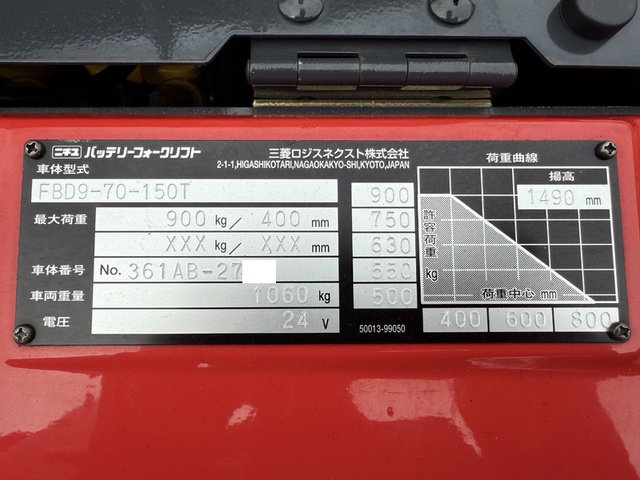 ニチユ バッテリーフォークリフト
三菱ロジスネクスト株式会社
2-1-1,HIGASHIKOTARI,NAGAOKAKYO-SHI,KYOTO,JAPAN
車体型式
FBD9-70-150T
最大荷重 900 kg/ 400 mm
XXX kg/ XXX mm
車体番号 No. 361AB-27
車両重量 1060 kg
電圧 24 V
900
750
630
550
500
50013-99050
荷重曲線
揚高
1490 mm
許容荷重
kg
荷重中心 mm
400 600 800